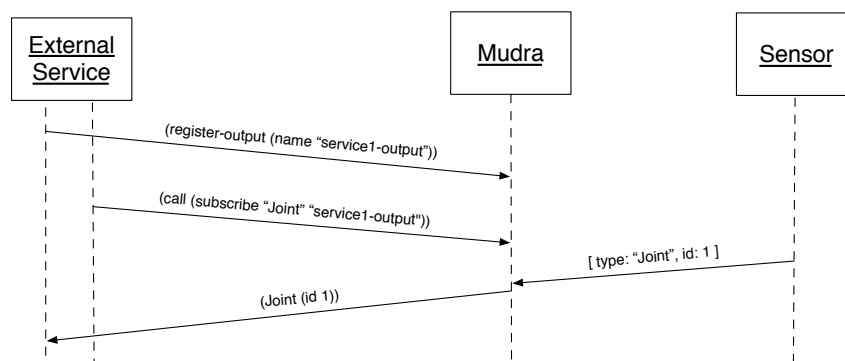 External
Service
Mudra
Sensor
(register-output (name “service1-output”))
(call (subscribe “Joint” “service1-output"))
[ type: “Joint”, id: 1 ]
(Joint (id 1))